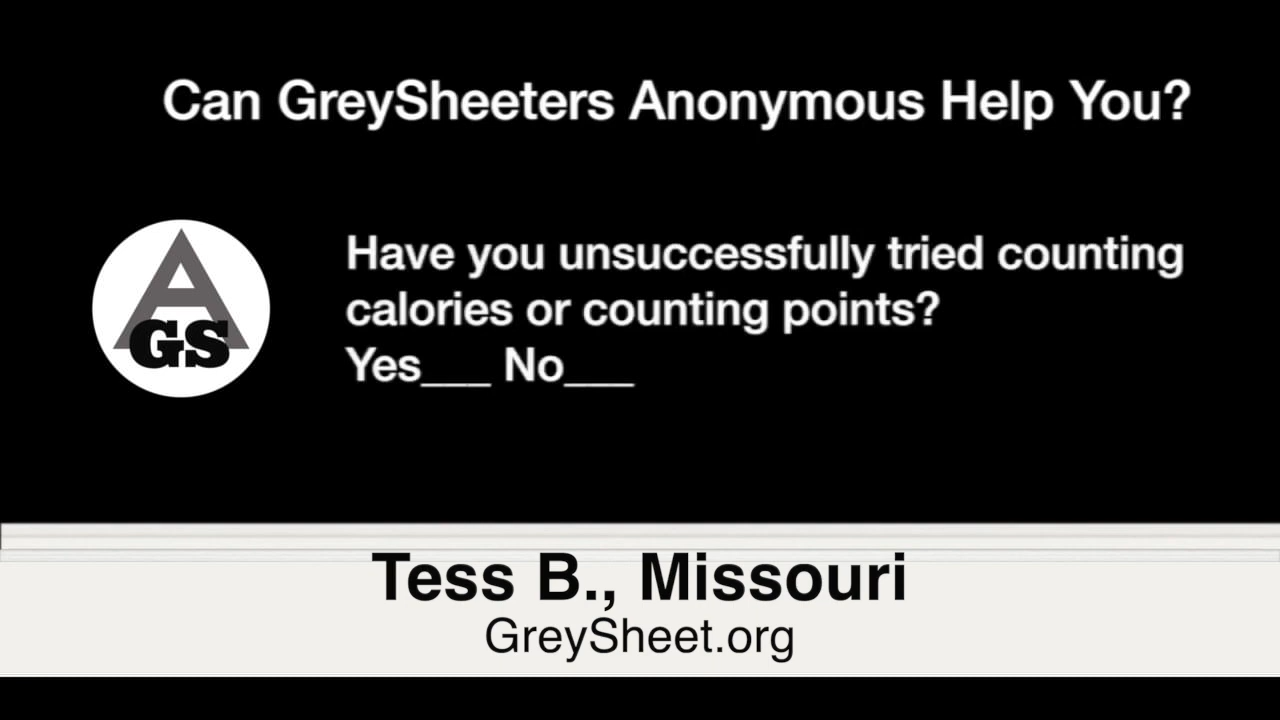 Can GreySheeters Anonymous Help You?
A
GS
Have you unsuccessfully tried counting
calories or counting points?
Yes___ No___
Tess B., Missouri
GreySheet.org